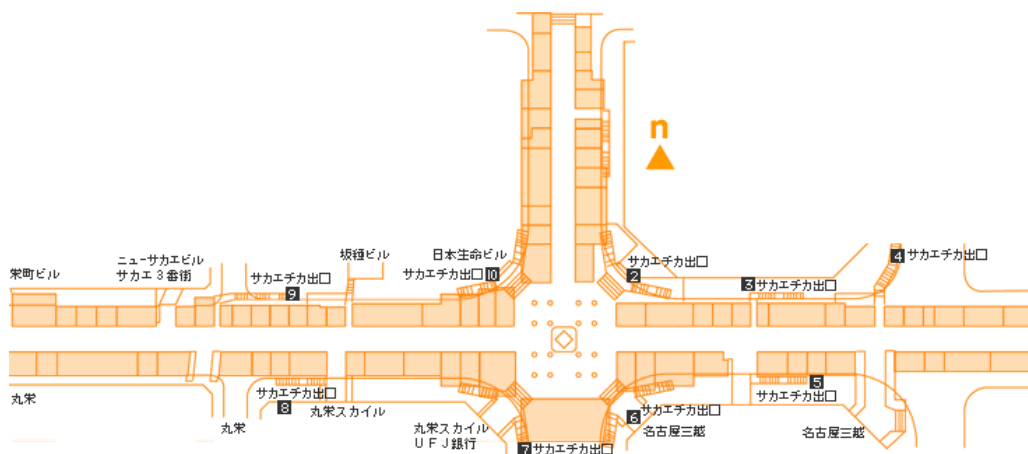 n
ニューサカエビル
サカエ３番街
栄町ビル
サカエチカ出口
9
坂種ビル
日本生命ビル
サカエチカ出口 10
サカエチカ出口
2
3 サカエチカ出口
4 サカエチカ出口
丸栄
サカエチカ出口
8
丸栄
丸栄スカイル
丸栄スカイル
ＵＦＪ銀行
7 サカエチカ出口
6 サカエチカ出口
名古屋三越
5
サカエチカ出口
名古屋三越